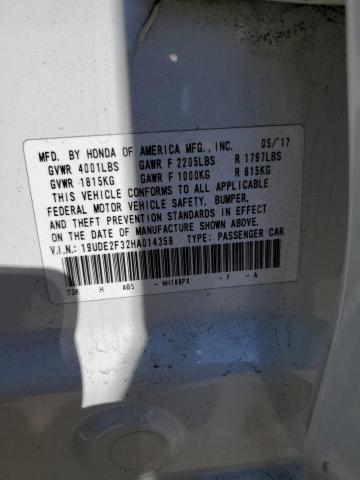 MFD. BY HONDA OF AMERICA MFG., INC. 05/'17
GVWR 4001LBS GAWR F 2205LBS R 1797LBS
GVWR 1815KG GAWR F 1000KG R 815KG
THIS VEHICLE CONFORMS TO ALL APPLICABLE
FEDERAL MOTOR VEHICLE SAFETY, BUMPER,
AND THEFT PREVENTION STANDARDS IN EFFECT
ON THE DATE OF MANUFACTURE SHOWN ABOVE.
V.I.N.: 19UDE2F32HA014358 TYPE: PASSENGER CAR
H AB5 - NH788PX - F - A